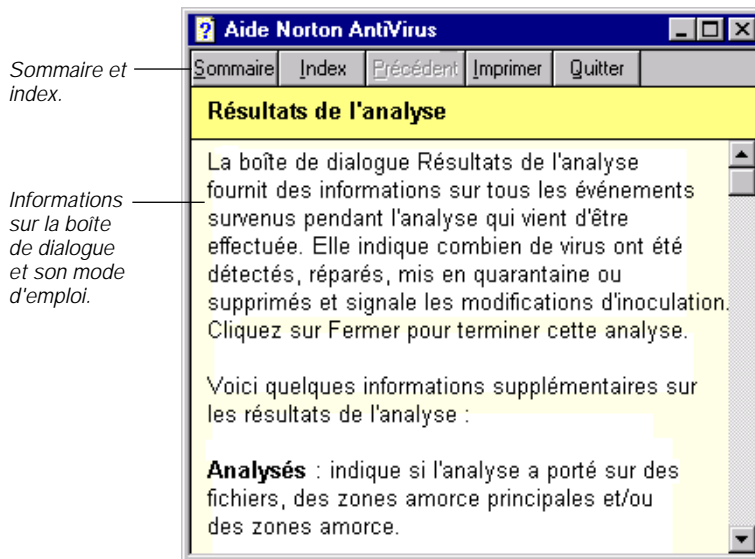 Aide Norton AntiVirus
Sommaire Index Précédent Imprimer Quitter
Sommaire et
index.
Résultats de l'analyse
La boîte de dialogue Résultats de l'analyse
fournit des informations sur tous les événements
survenus pendant l'analyse qui vient d'être
effectuée. Elle indique combien de virus ont été
détectés, réparés, mis en quarantaine ou
supprimés et signale les modifications d'inoculation.
Cliquez sur Fermer pour terminer cette analyse.
Informations
sur la boîte
de dialogue
et son mode
d'emploi.
Voici quelques informations supplémentaires sur
les résultats de l'analyse :
Analysés : indique si l'analyse a porté sur des
fichiers, des zones amorce principales et/ou
des zones amorce.